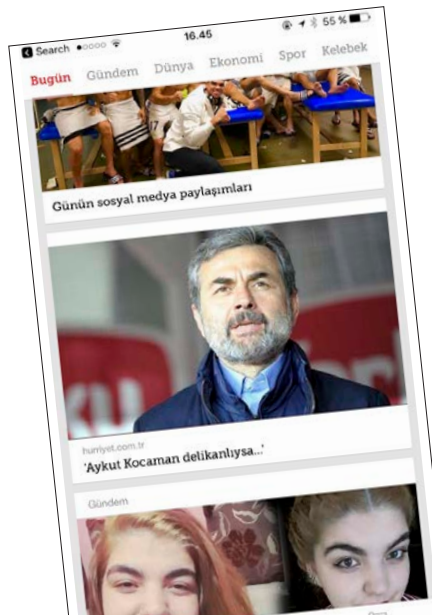 Search
16.45
55 %
Bugün Gündem Dünya Ekonomi Spor Kelebek
Günün sosyal medya paylaşımları
hurriyet.com.tr
'Aykut Kocaman delikanlıysa...'
Gündem